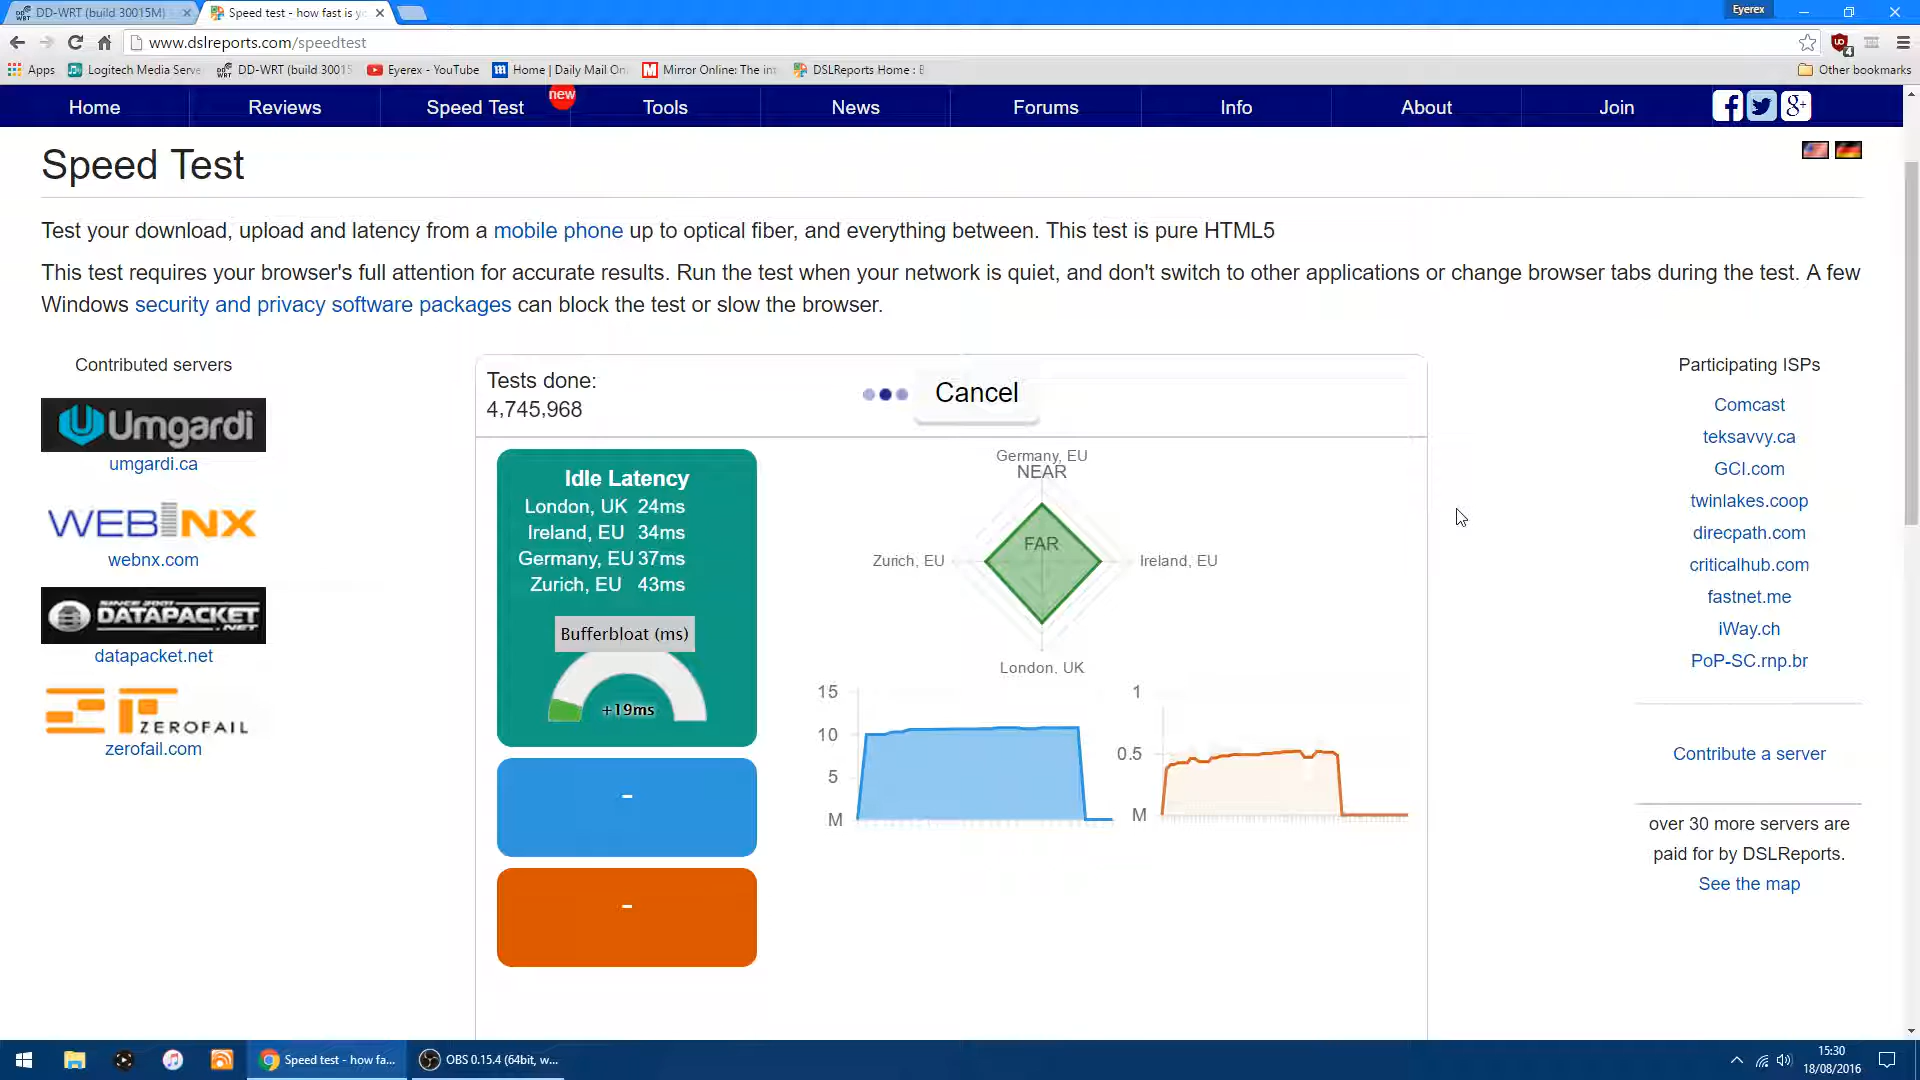 DD-WRT (build 30015M)
Speed test - how fast is y
Eyerex
www.dslreports.com/speedtest
4
Apps
Logitech Media Serve
DD-WRT (build 30015
Eyerex - YouTube
Home | Daily Mail On
Mirror Online: The int
DSLReports Home : B
Other bookmarks
Home
Reviews
Speed Test
new
Tools
News
Forums
Info
About
Join
Speed Test
Test your download, upload and latency from a mobile phone up to optical fiber, and everything between. This test is pure HTML5
This test requires your browser's full attention for accurate results. Run the test when your network is quiet, and don't switch to other applications or change browser tabs during the test. A few
Windows security and privacy software packages can block the test or slow the browser.
Contributed servers
Umgardi
umgardi.ca
WEBNX
webnx.com
SINCE 2001
DATAPACKET
.NET
datapacket.net
ZEROFAIL
zerofail.com
Tests done:
4,745,968
Cancel
Idle Latency
London, UK 24ms
Ireland, EU 34ms
Germany, EU 37ms
Zurich, EU 43ms
Bufferbloat (ms)
+19ms
-
-
Germany, EU
NEAR
FAR
Zurich, EU
Ireland, EU
London, UK
15
10
5
M
1
0.5
M
Participating ISPs
Comcast
teksavvy.ca
GCI.com
twinlakes.coop
direcpath.com
criticalhub.com
fastnet.me
iWay.ch
PoP-SC.rnp.br
Contribute a server
over 30 more servers are
paid for by DSLReports.
See the map
Speed test - how fa...
OBS 0.15.4 (64bit, w...
15:30
18/08/2016